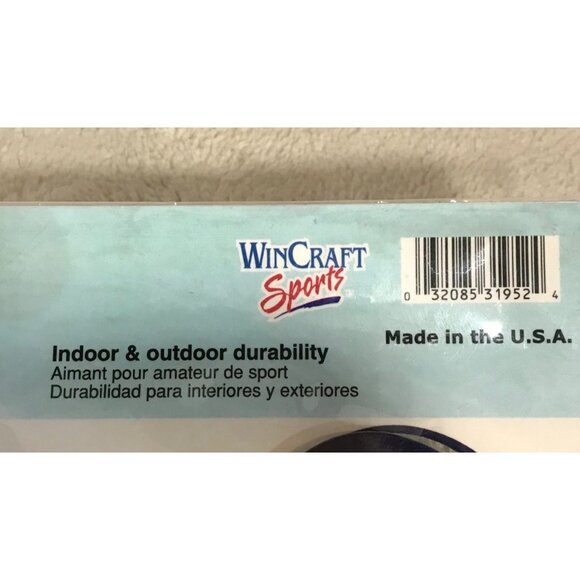 WINCRAFT
Sports
0 32085 31952 4
Made in the U.S.A.
Indoor & outdoor durability
Aimant pour amateur de sport
Durabilidad para interiores y exteriores